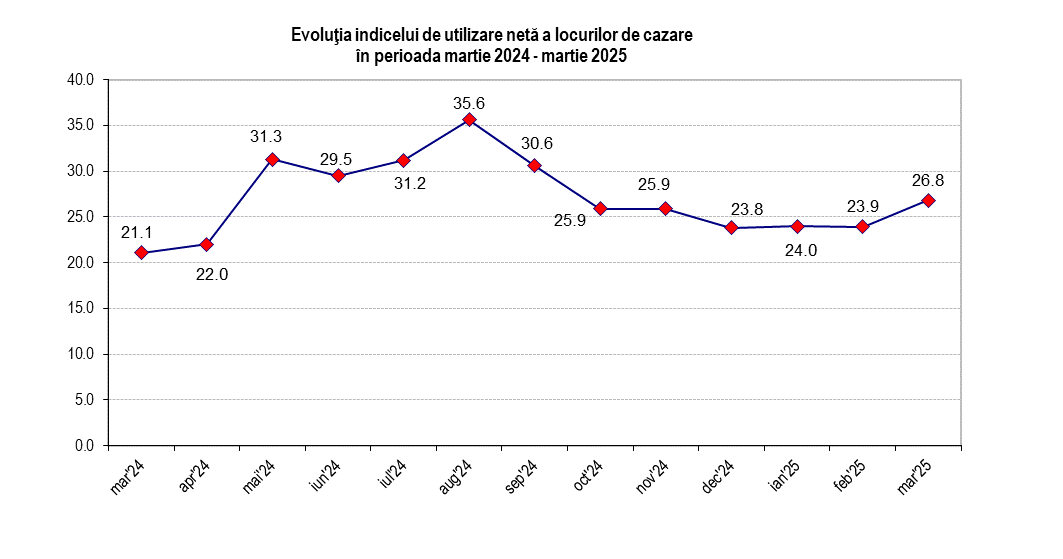 Evoluţia indicelui de utilizare netă a locurilor de cazare
în perioada martie 2024 - martie 2025
40.0
35.0
30.0
25.0
20.0
15.0
10.0
5.0
0.0
21.1
22.0
31.3
29.5
31.2
35.6
30.6
25.9
25.9
23.8
24.0
23.9
26.8
mar'24
apr'24
mai'24
iun'24
iul'24
aug'24
sep'24
oct'24
nov'24
dec'24
ian'25
feb'25
mar'25